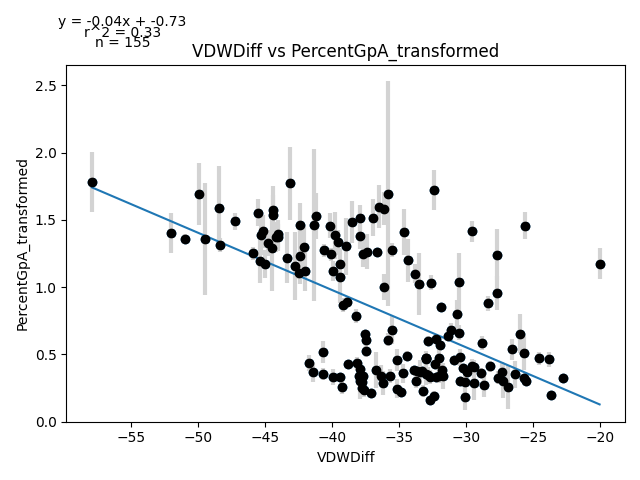 y = -0.04x + -0.73
r^2 = 0.33
n = 155
VDWDiff vs PercentGpA_transformed
PercentGpA_transformed
2.5
2.0
1.5
1.0
0.5
0.0
−55
−50
−45
−40
−35
−30
−25
−20
VDWDiff